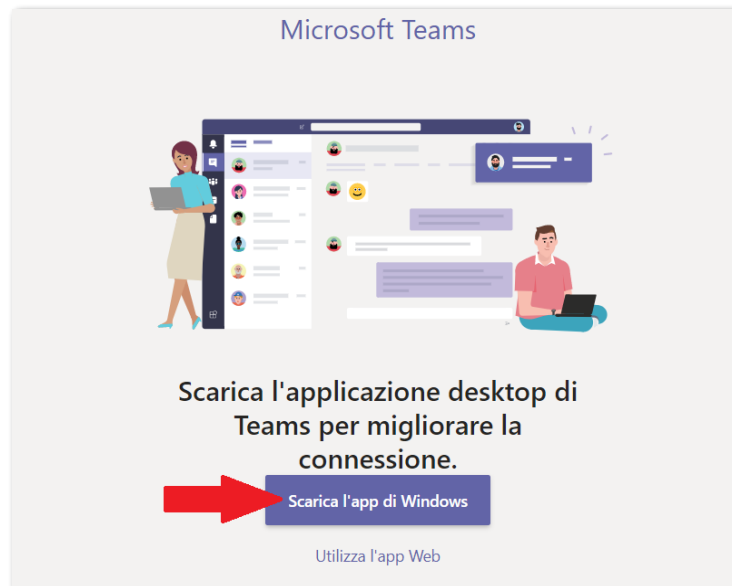 Microsoft Teams
Scarica l'applicazione desktop di
Teams per migliorare la
connessione.
Scarica l'app di Windows
Utilizza l'app Web